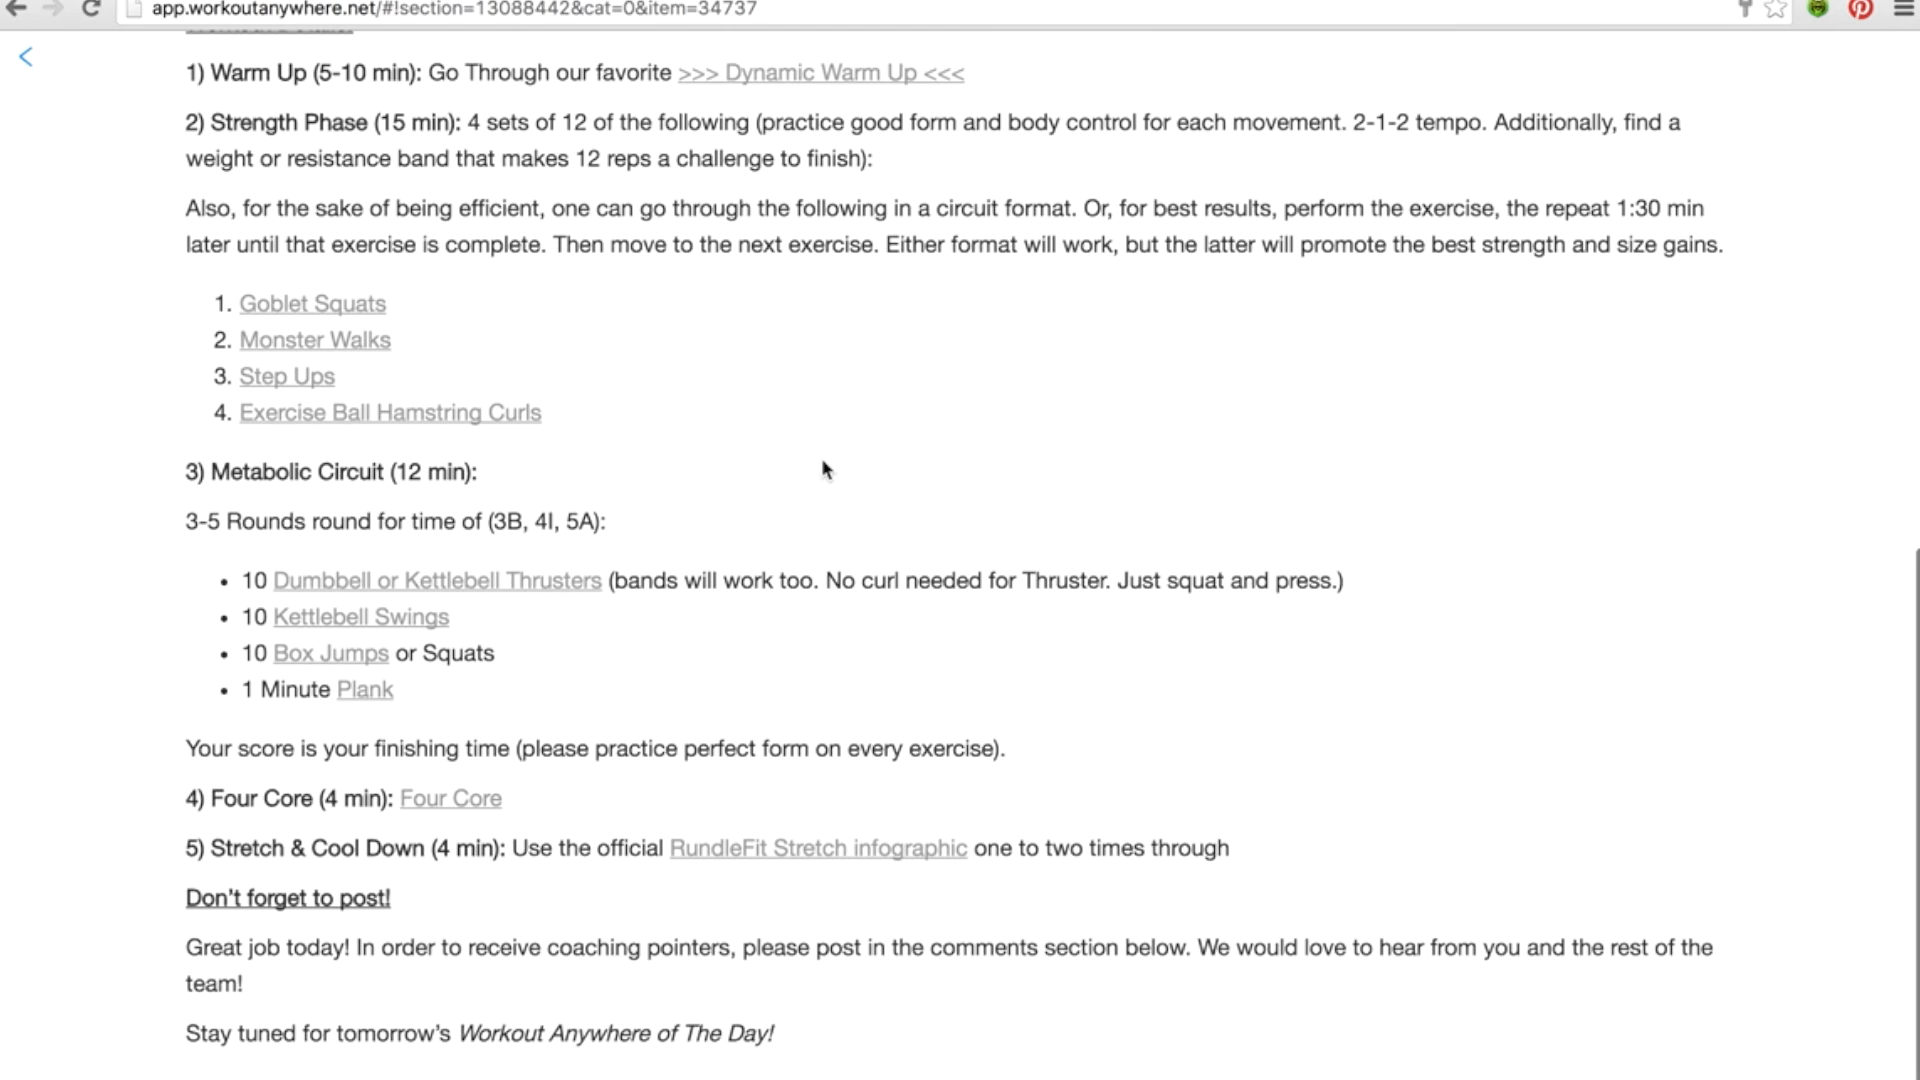 app.workoutanywhere.net/#!section=13088442&cat=0&item=34737
1) Warm Up (5-10 min): Go Through our favorite >>> Dynamic Warm Up <<<
2) Strength Phase (15 min): 4 sets of 12 of the following (practice good form and body control for each movement. 2-1-2 tempo. Additionally, find a
weight or resistance band that makes 12 reps a challenge to finish):
Also, for the sake of being efficient, one can go through the following in a circuit format. Or, for best results, perform the exercise, the repeat 1:30 min
later until that exercise is complete. Then move to the next exercise. Either format will work, but the latter will promote the best strength and size gains.
1. Goblet Squats
2. Monster Walks
3. Step Ups
4. Exercise Ball Hamstring Curls
3) Metabolic Circuit (12 min):
3-5 Rounds round for time of (3B, 4I, 5A):
• 10 Dumbbell or Kettlebell Thrusters (bands will work too. No curl needed for Thruster. Just squat and press.)
• 10 Kettlebell Swings
• 10 Box Jumps or Squats
• 1 Minute Plank
Your score is your finishing time (please practice perfect form on every exercise).
4) Four Core (4 min): Four Core
5) Stretch & Cool Down (4 min): Use the official RundleFit Stretch infographic one to two times through
Don't forget to post!
Great job today! In order to receive coaching pointers, please post in the comments section below. We would love to hear from you and the rest of the
team!
Stay tuned for tomorrow's Workout Anywhere of The Day!